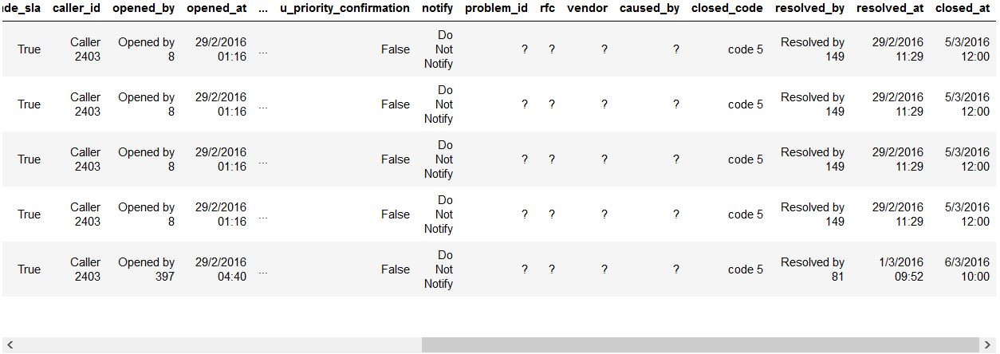 ıde_sla caller_id opened_by opened_at ... u_priority_confirmation notify problem_id rfc vendor caused_by closed_code resolved_by resolved_at closed_at
True Caller 2403 Opened by 8 29/2/2016 01:16 ... False Do Not Notify ? ? ? ? code 5 Resolved by 149 29/2/2016 11:29 5/3/2016 12:00
True Caller 2403 Opened by 8 29/2/2016 01:16 ... False Do Not Notify ? ? ? ? code 5 Resolved by 149 29/2/2016 11:29 5/3/2016 12:00
True Caller 2403 Opened by 8 29/2/2016 01:16 ... False Do Not Notify ? ? ? ? code 5 Resolved by 149 29/2/2016 11:29 5/3/2016 12:00
True Caller 2403 Opened by 8 29/2/2016 01:16 ... False Do Not Notify ? ? ? ? code 5 Resolved by 149 29/2/2016 11:29 5/3/2016 12:00
True Caller 2403 Opened by 397 29/2/2016 04:40 ... False Do Not Notify ? ? ? ? code 5 Resolved by 81 1/3/2016 09:52 6/3/2016 10:00